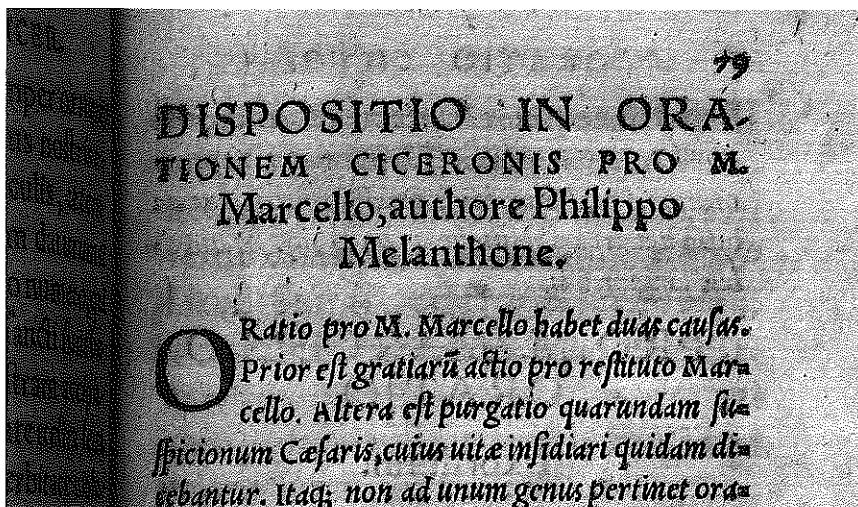 79
DISPOSITIO IN ORA-
TIONEM CICERONIS PRO M.
Marcello, authore Philippo
Melanthone.
ORatio pro M. Marcello habet duas cauſas.
Prior eſt gratiarū actio pro reſtituto Mar=
cello. Altera eſt purgatio quarundam ſu=
ſpicionum Cæſaris, cuius uitæ inſidiari quidam di=
cebantur. Itaq; non ad unum genus pertinet ora=